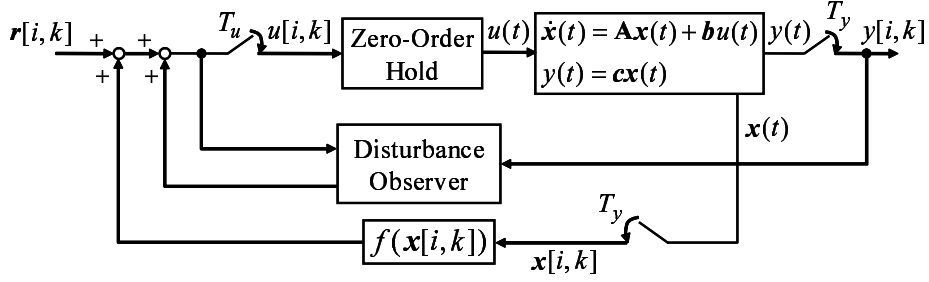 r[i,k]
+
+
+
+
T_u
u[i,k]
Zero-Order
Hold
u(t)
ẋ(t) = Ax(t) + bu(t)
y(t) = cx(t)
y(t)
T_y
y[i,k]
x(t)
Disturbance
Observer
T_y
f(x[i,k])
x[i,k]